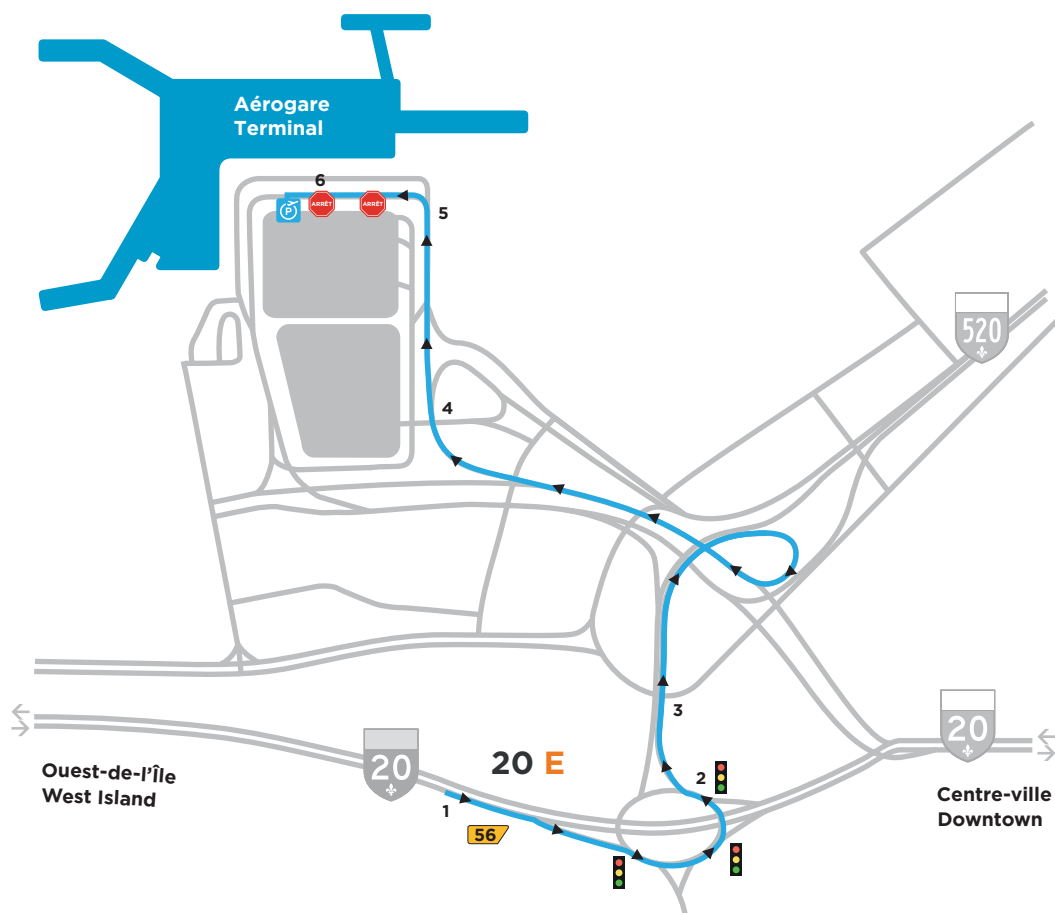 Aérogare
Terminal
6
P
ARRÊT
ARRÊT
5
520
4
3
20
20 E
20
Ouest-de-l'Île
West Island
1
56
2
Centre-ville
Downtown